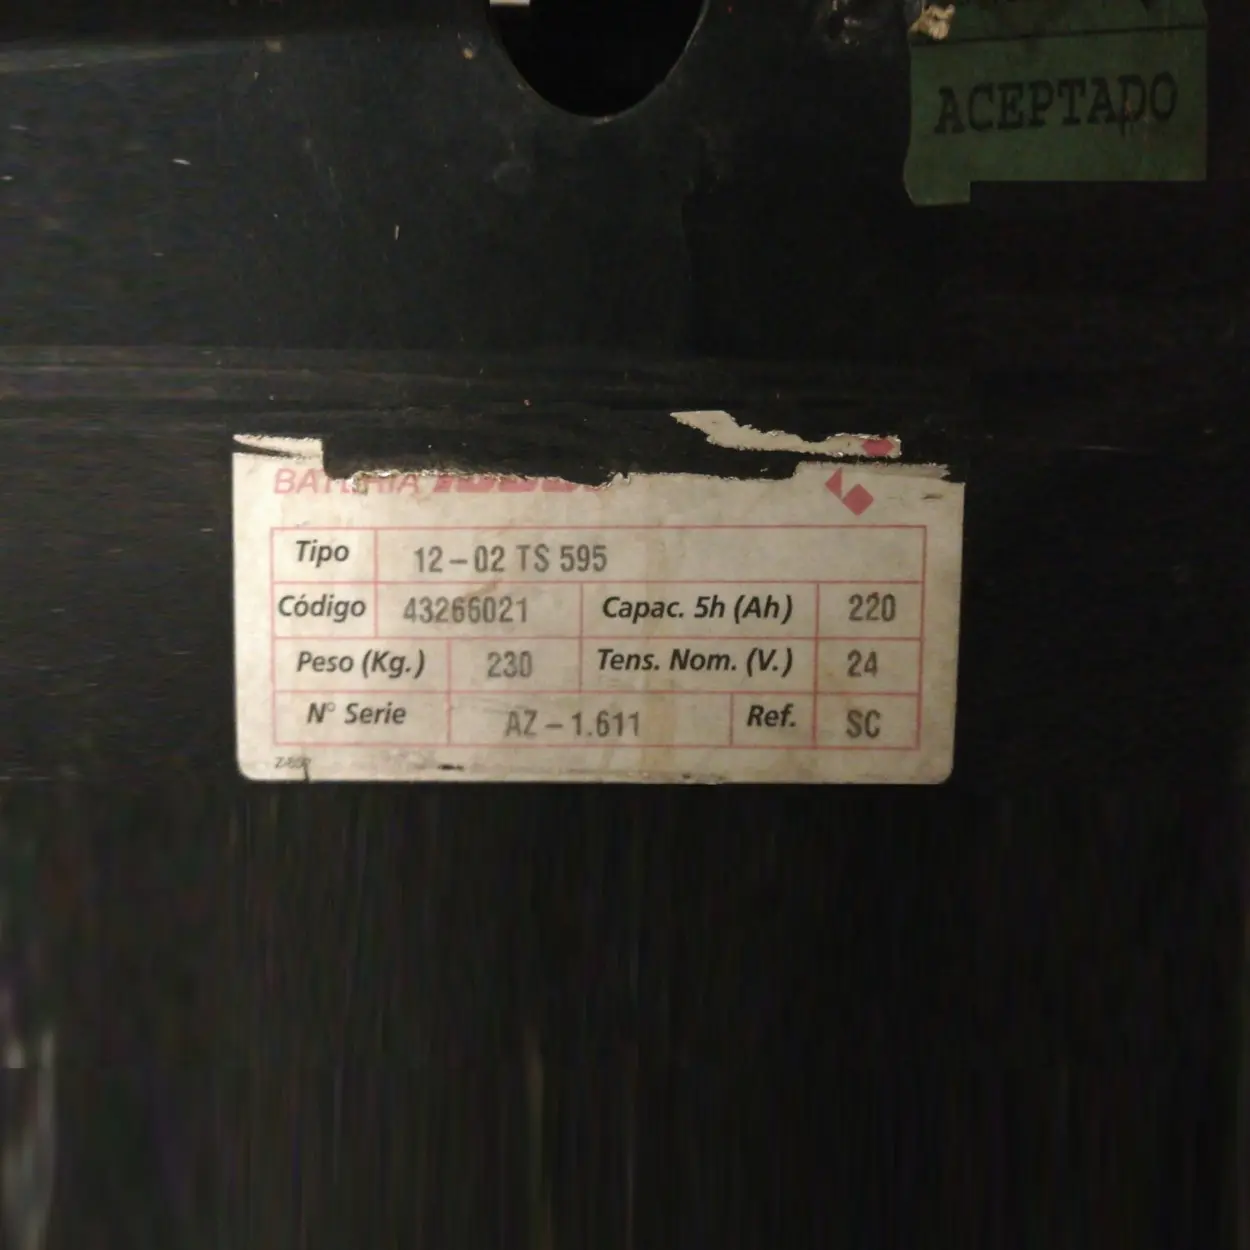 ACEPTADO
BATERIA
Tipo 12-02 TS 595
Código 43266021 Capac. 5h (Ah) 220
Peso (Kg.) 230 Tens. Nom. (V.) 24
N° Serie AZ-1.611 Ref. SC